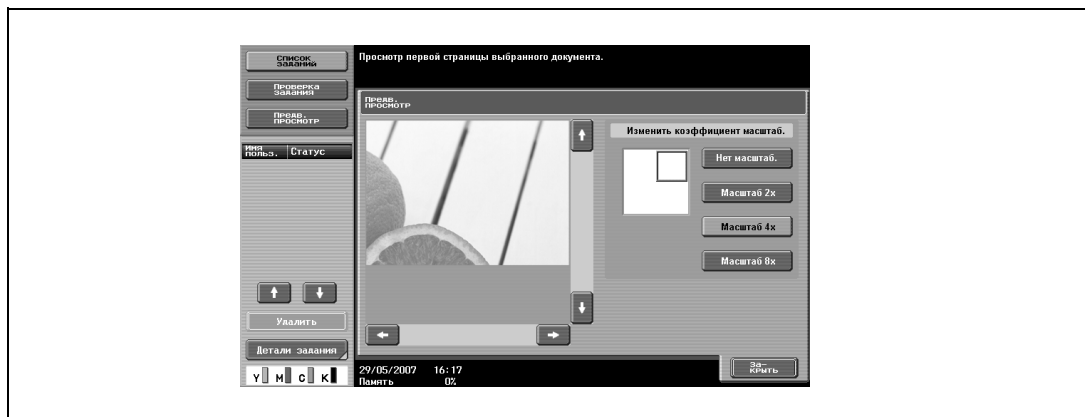 Список
заданий
Проверка
задания
Предв.
просмотр
Имя
польз.
Статус
Удалить
Детали задания
Y M C K
Просмотр первой страницы выбранного документа.
Предв.
просмотр
Изменить коэффициент масштаб.
Нет масштаб.
Масштаб 2x
Масштаб 4x
Масштаб 8x
29/05/2007 16:17
Память 0%
За-
крыть